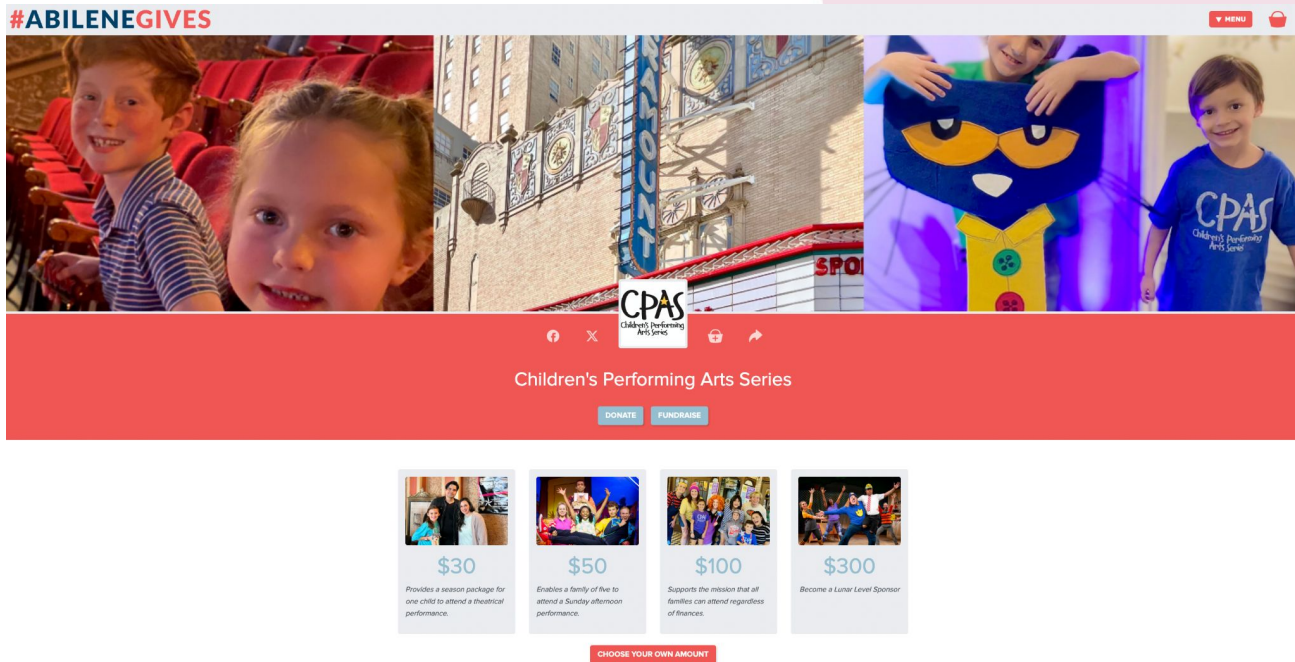 #ABILENEGIVES
▼ MENU
PARAMOUNT
SPO
CPAS
Children's Performing
Arts Series
CPAS
Children's Performing
Arts Series
Children's Performing Arts Series
DONATE
FUNDRAISE
$30
Provides a season package for
one child to attend a theatrical
performance.
$50
Enables a family of five to
attend a Sunday afternoon
performance.
$100
Supports the mission that all
families can attend regardless
of finances.
$300
Become a Lunar Level Sponsor
CHOOSE YOUR OWN AMOUNT